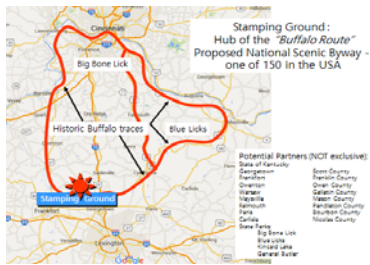 Stamping Ground :
Hub of the "Buffalo Route"
Proposed National Scenic Byway -
one of 150 In the USA
Cincinnati
Big Bone Lick
Historic Buffalo traces
Blue Licks
Stamping Ground
Frankfort
Lexington
Google
Potential Partners (NOT exclusive):
State of Kentucky
Georgetown Scott County
Frankfort Franklin County
Owenton Owen County
Warsaw Gallatin County
Maysville Mason County
Falmouth Pendleton County
Paris Bourbon County
Carlisle Nicolas County
State Parks
Big Bone Lick
Blue Licks
Kincaid Lake
General Butler